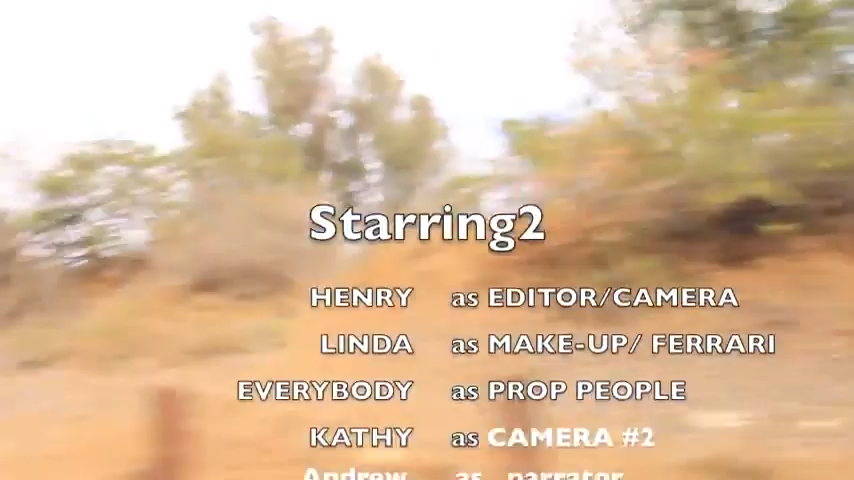 Starring2
HENRY as EDITOR/CAMERA
LINDA as MAKE-UP/ FERRARI
EVERYBODY as PROP PEOPLE
KATHY as CAMERA #2
Andrew as narrator